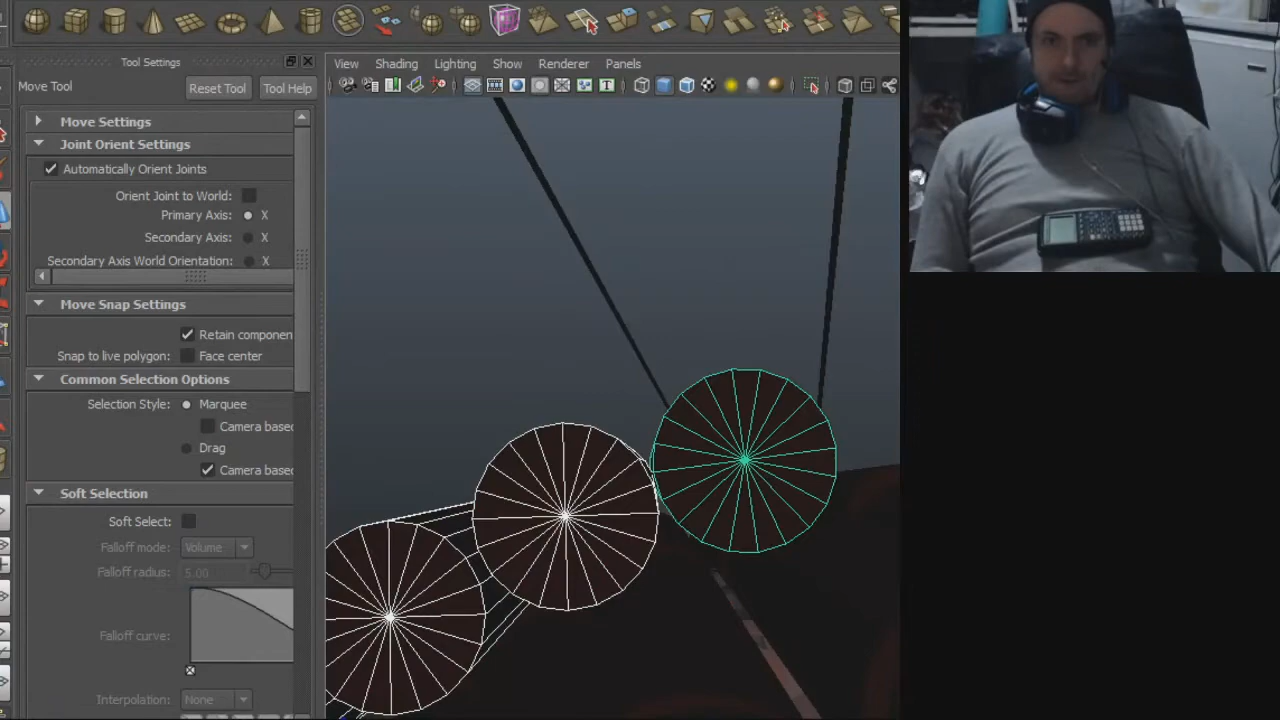 Tool Settings
Move Tool
Reset Tool
Tool Help
Move Settings
Joint Orient Settings
Automatically Orient Joints
Orient Joint to World:
Primary Axis: X
Secondary Axis: X
Secondary Axis World Orientation: X
Move Snap Settings
Retain componen
Snap to live polygon: Face center
Common Selection Options
Selection Style: Marquee
Camera based
Drag
Camera based
Soft Selection
Soft Select:
Falloff mode: Volume
Falloff radius: 5.00
Falloff curve:
Interpolation: None
View Shading Lighting Show Renderer Panels